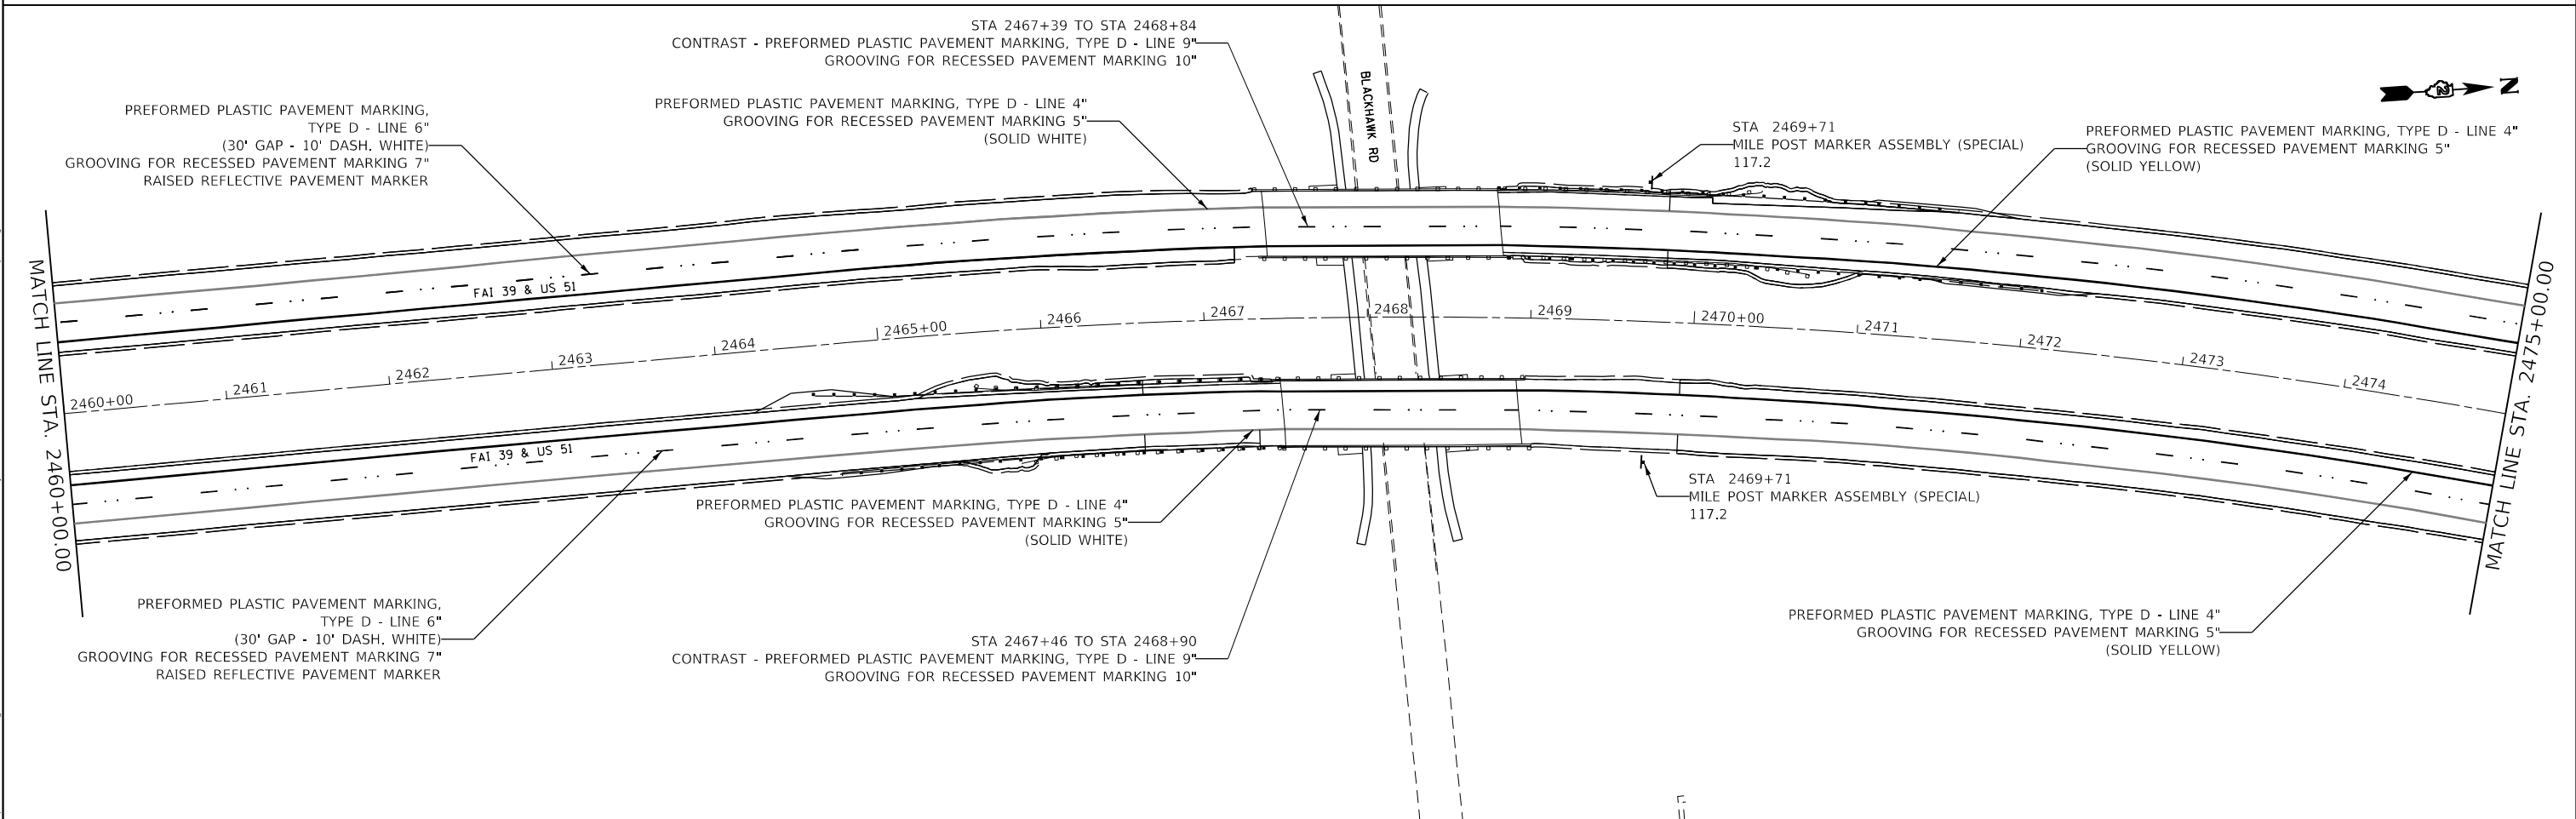 STA 2467+39 TO STA 2468+84
CONTRAST - PREFORMED PLASTIC PAVEMENT MARKING, TYPE D - LINE 9"
GROOVING FOR RECESSED PAVEMENT MARKING 10"
PREFORMED PLASTIC PAVEMENT MARKING,
TYPE D - LINE 6"
(30' GAP - 10' DASH. WHITE)
GROOVING FOR RECESSED PAVEMENT MARKING 7"
RAISED REFLECTIVE PAVEMENT MARKER
PREFORMED PLASTIC PAVEMENT MARKING, TYPE D - LINE 4"
GROOVING FOR RECESSED PAVEMENT MARKING 5"
(SOLID WHITE)
BLACKHAWK RD
STA 2469+71
MILE POST MARKER ASSEMBLY (SPECIAL)
117.2
N
PREFORMED PLASTIC PAVEMENT MARKING, TYPE D - LINE 4"
GROOVING FOR RECESSED PAVEMENT MARKING 5"
(SOLID YELLOW)
MATCH LINE STA. 2460+00.00
FAI 39 & US 51
2460+00
2461
2462
2463
2464
2465+00
2466
2467
2468
2469
2470+00
2471
2472
2473
2474
MATCH LINE STA. 2475+00.00
FAI 39 & US 51
PREFORMED PLASTIC PAVEMENT MARKING, TYPE D - LINE 4"
GROOVING FOR RECESSED PAVEMENT MARKING 5"
(SOLID WHITE)
STA 2469+71
MILE POST MARKER ASSEMBLY (SPECIAL)
117.2
PREFORMED PLASTIC PAVEMENT MARKING,
TYPE D - LINE 6"
(30' GAP - 10' DASH. WHITE)
GROOVING FOR RECESSED PAVEMENT MARKING 7"
RAISED REFLECTIVE PAVEMENT MARKER
STA 2467+46 TO STA 2468+90
CONTRAST - PREFORMED PLASTIC PAVEMENT MARKING, TYPE D - LINE 9"
GROOVING FOR RECESSED PAVEMENT MARKING 10"
PREFORMED PLASTIC PAVEMENT MARKING, TYPE D - LINE 4"
GROOVING FOR RECESSED PAVEMENT MARKING 5"
(SOLID YELLOW)